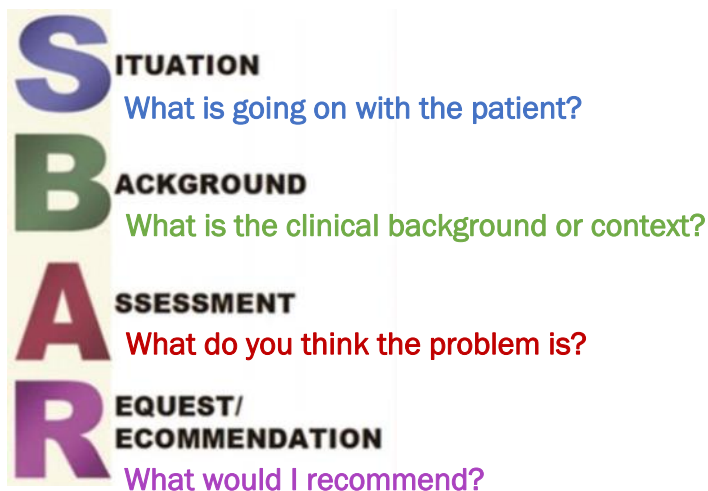 SITUATION
What is going on with the patient?
BACKGROUND
What is the clinical background or context?
ASSESSMENT
What do you think the problem is?
REQUEST/
RECOMMENDATION
What would I recommend?